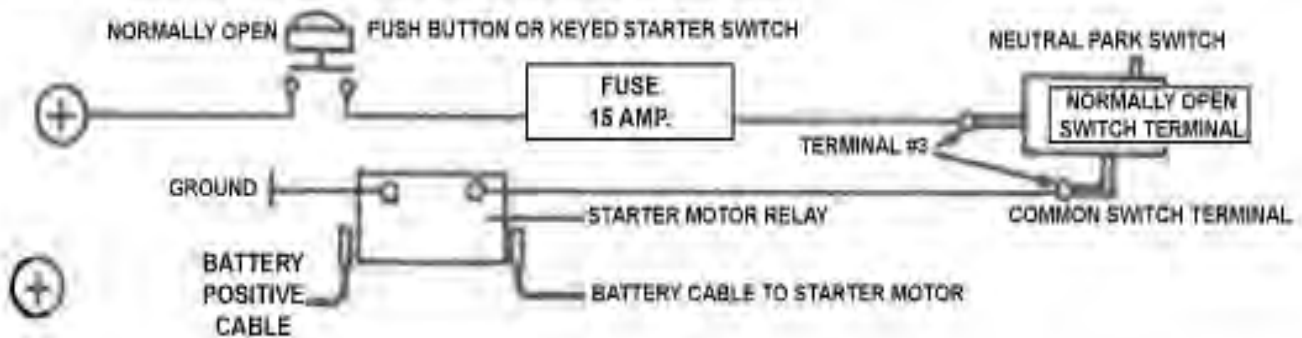 NORMALLY OPEN
FUSH BUTTON OR KEYED STARTER SWITCH
NEUTRAL PARK SWITCH
FUSE
15 AMP.
NORMALLY OPEN
SWITCH TERMINAL
TERMINAL #3
GROUND
STARTER MOTOR RELAY
COMMON SWITCH TERMINAL
BATTERY
POSITIVE
CABLE
BATTERY CABLE TO STARTER MOTOR